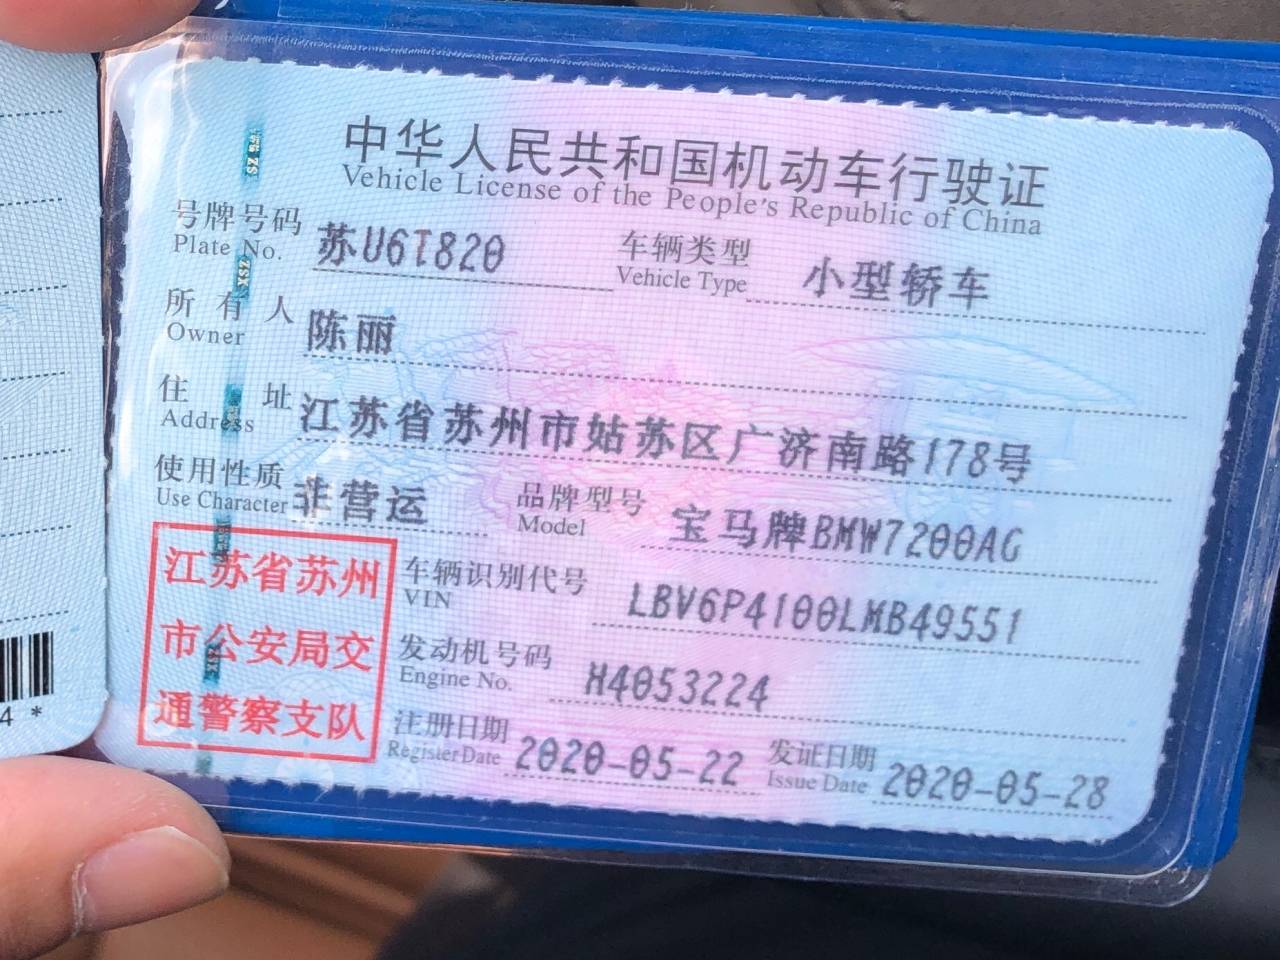 中华人民共和国机动车行驶证
Vehicle License of the People's Republic of China
号牌号码 苏U6T820 车辆类型 小型轿车
Plate No. Vehicle Type
所有人 陈丽
Owner
住址 江苏省苏州市姑苏区广济南路178号
Address
使用性质 非营运 品牌型号 宝马牌BMW7200AG
Use Character Model
江苏省苏州
市公安局交
通警察支队
车辆识别代号 LBV6P4100LMB49551
VIN
发动机号码 H4053224
Engine No.
注册日期 2020-05-22 发证日期 2020-05-28
Register Date Issue Date
4 *